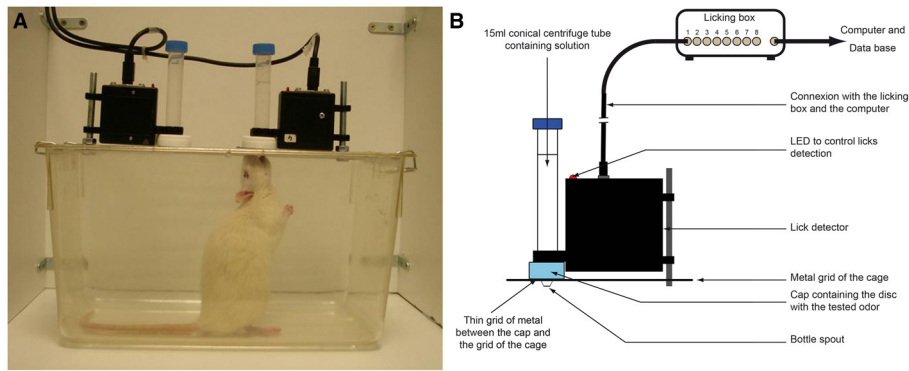 A
B
15ml conical centrifuge tube
containing solution
Licking box
1 2 3 4 5 6 7 8
Computer and
Data base
Connexion with the licking
box and the computer
LED to control licks
detection
Lick detector
Metal grid of the cage
Cap containing the disc
with the tested odor
Bottle spout
Thin grid of metal
between the cap and
the grid of the cage